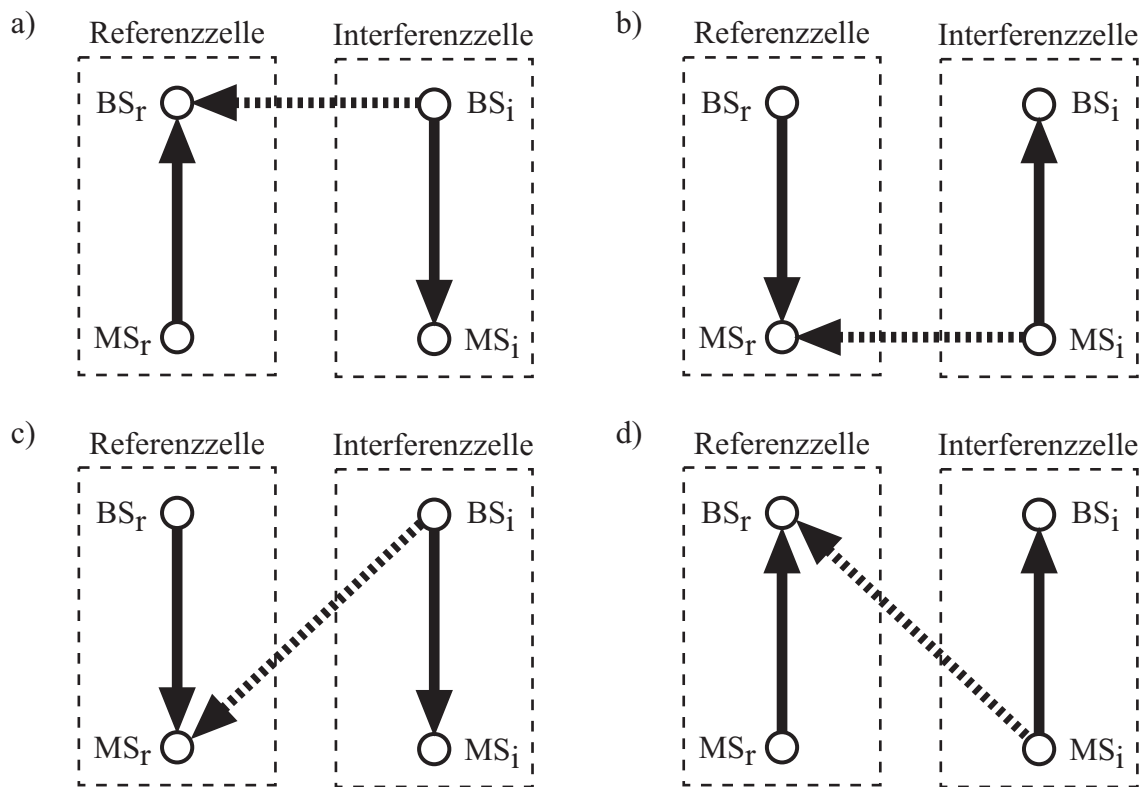 a)
Referenzzelle Interferenzzelle
BSr BSi
MSr MSi
b)
Referenzzelle Interferenzzelle
BSr BSi
MSr MSi
c)
Referenzzelle Interferenzzelle
BSr BSi
MSr MSi
d)
Referenzzelle Interferenzzelle
BSr BSi
MSr MSi